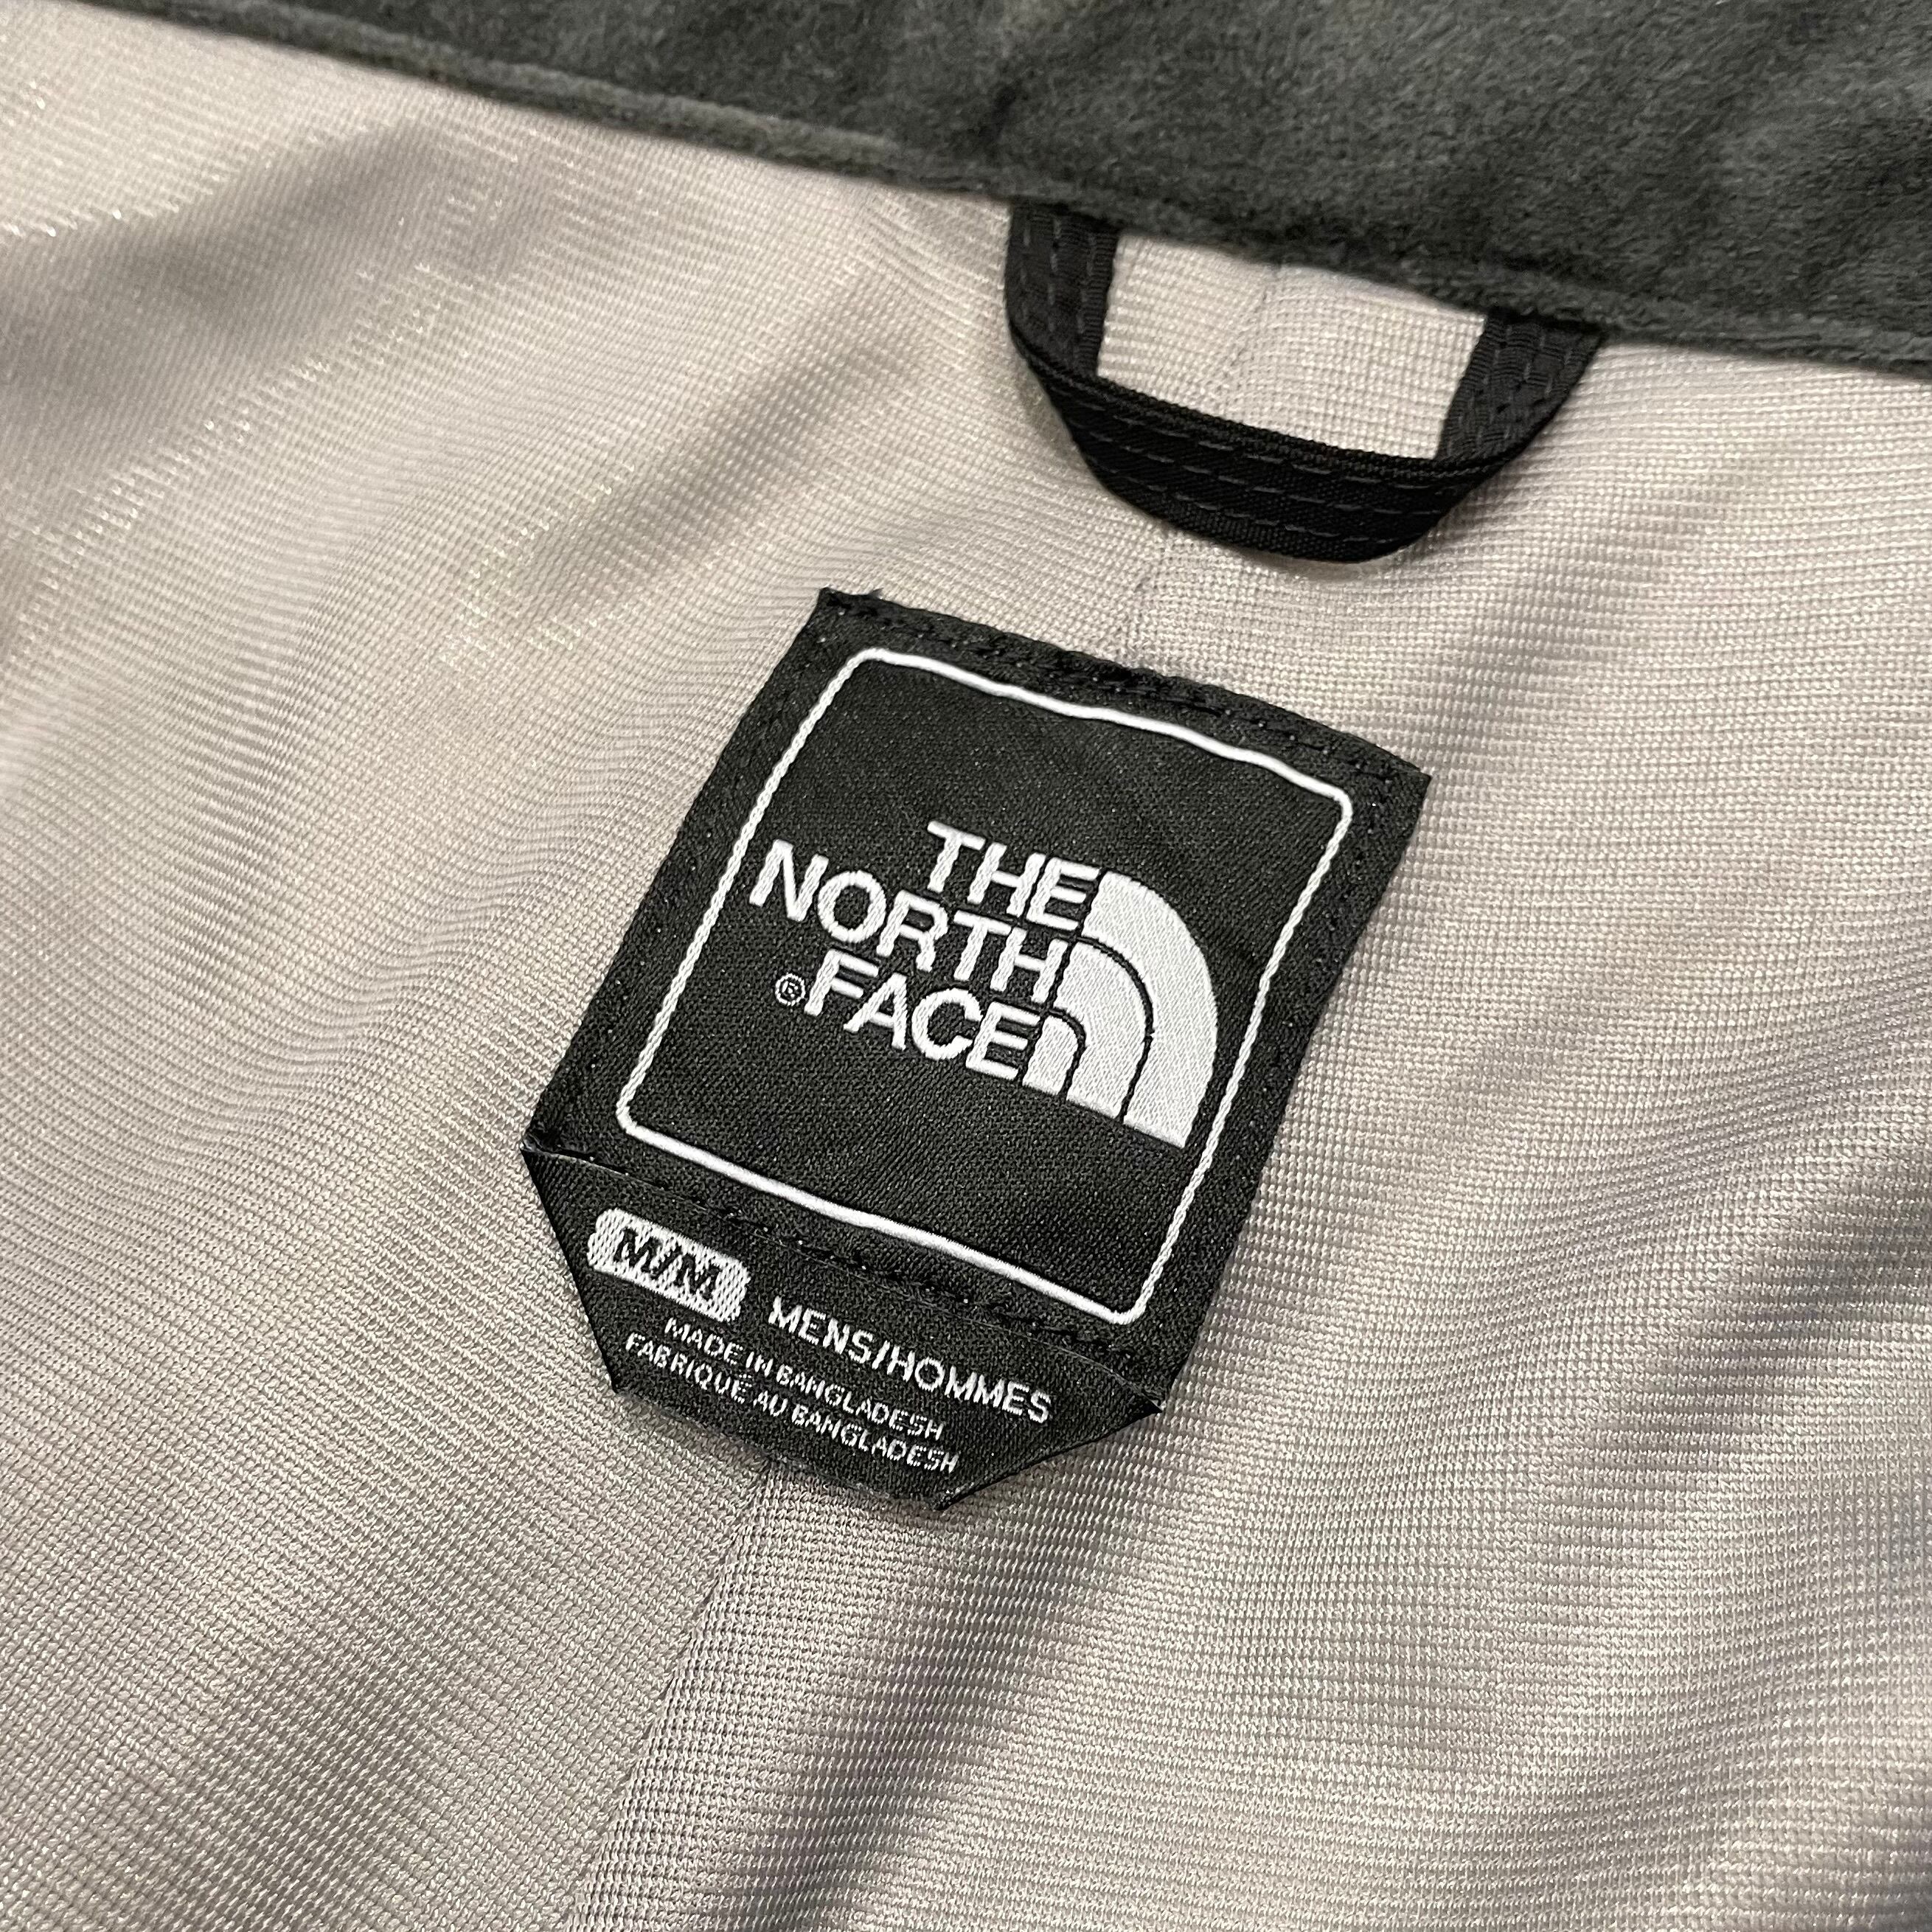 THE
NORTH
®FACE
M/M MENS/HOMMES
MADE IN BANGLADESH
FABRIQUÉ AU BANGLADESH